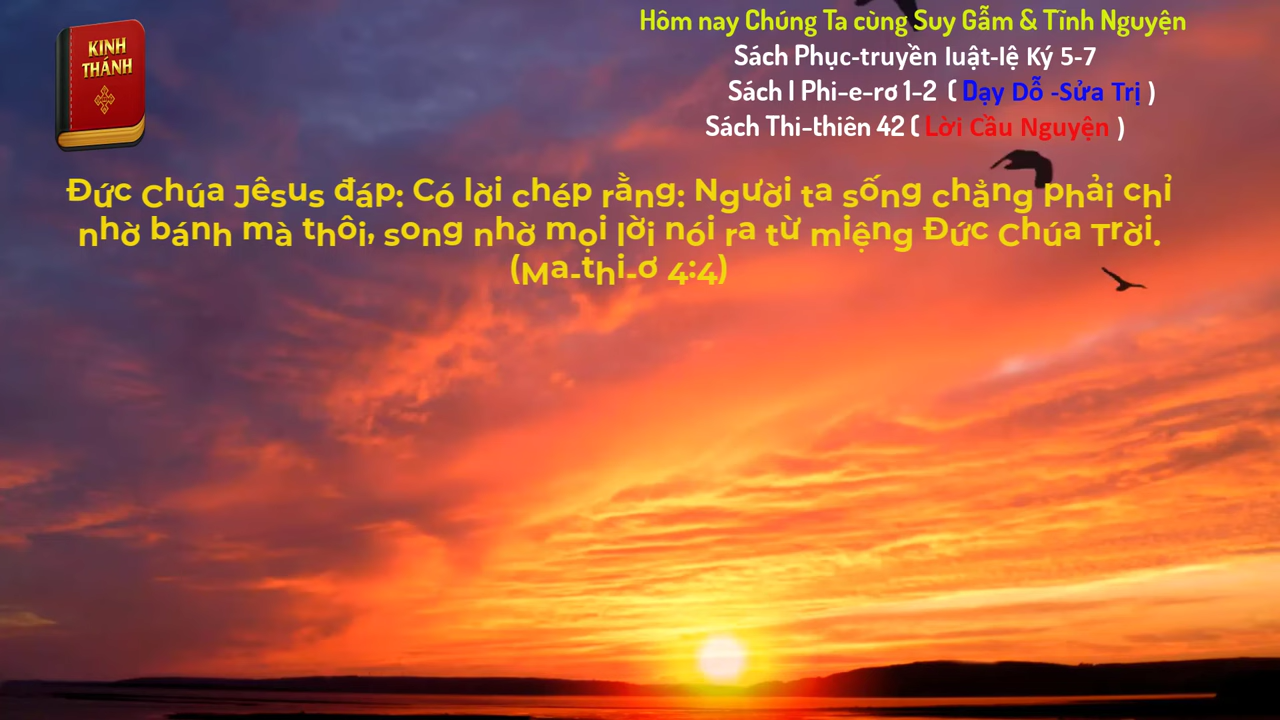 KINH
THÁNH
Hôm nay Chúng Ta cùng Suy Gẫm & Tĩnh Nguyện
Sách Phục-truyền luật-lệ Ký 5-7
Sách I Phi-e-rơ 1-2 ( Dạy Dỗ -Sửa Trị )
Sách Thi-thiên 42 ( Lời Cầu Nguyện )
Đức Chúa Jêsus đáp: Có lời chép rằng: Người ta sống chẳng phải chỉ
nhờ bánh mà thôi, song nhờ mọi lời nói ra từ miệng Đức Chúa Trời.
(Ma-thi-ơ 4:4)